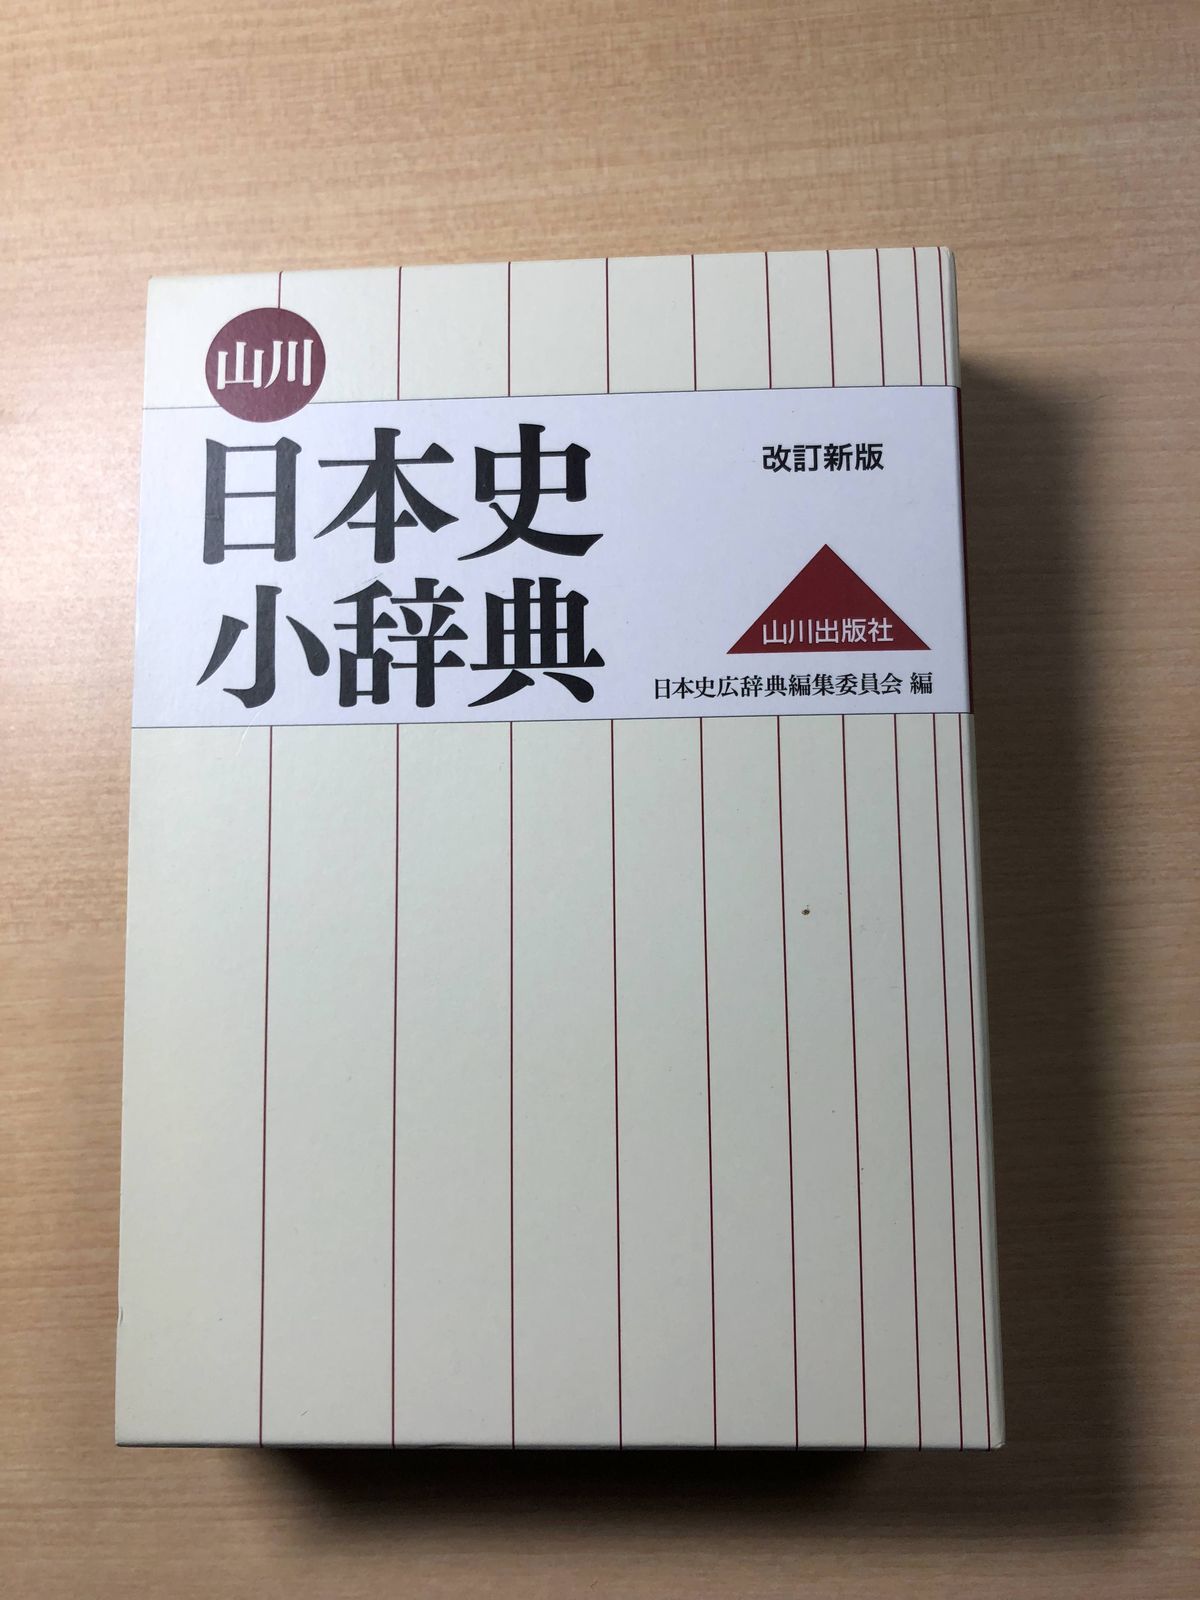 山川
日本史
小辞典
改訂新版
山川出版社
日本史広辞典編集委員会 編